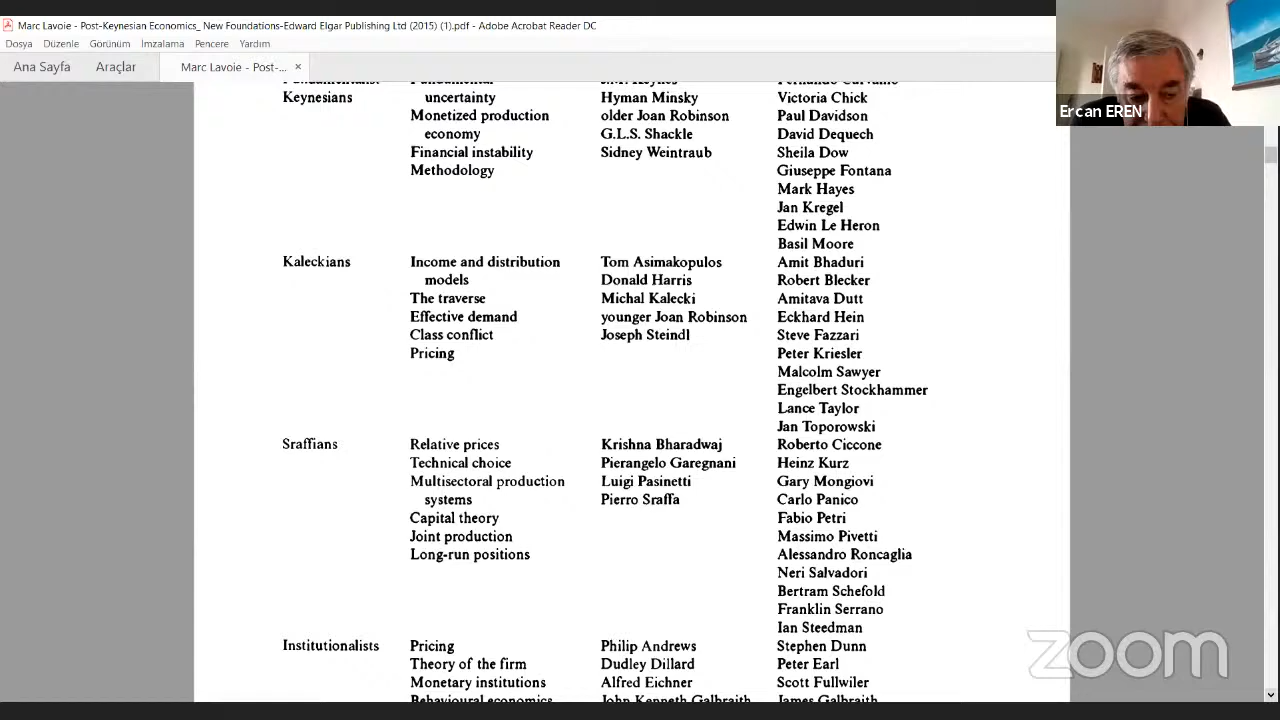 Marc Lavoie - Post-Keynesian Economics_ New Foundations-Edward Elgar Publishing Ltd (2015) (1).pdf - Adobe Acrobat Reader DC
Dosya Düzenle Görünüm İmzalama Pencere Yardım
Ana Sayfa Araçlar Marc Lavoie - Post-... ×
Ercan EREN
Keynesians uncertainty Hyman Minsky Victoria Chick
Monetized production older Joan Robinson Paul Davidson
economy G.L.S. Shackle David Dequech
Financial instability Sidney Weintraub Sheila Dow
Methodology Giuseppe Fontana
Mark Hayes
Jan Kregel
Edwin Le Heron
Basil Moore
Kaleckians Income and distribution Tom Asimakopulos Amit Bhaduri
models Donald Harris Robert Blecker
The traverse Michal Kalecki Amitava Dutt
Effective demand younger Joan Robinson Eckhard Hein
Class conflict Joseph Steindl Steve Fazzari
Pricing Peter Kriesler
Malcolm Sawyer
Engelbert Stockhammer
Lance Taylor
Jan Toporowski
Sraffians Relative prices Krishna Bharadwaj Roberto Ciccone
Technical choice Pierangelo Garegnani Heinz Kurz
Multisectoral production Luigi Pasinetti Gary Mongiovi
systems Pierro Sraffa Carlo Panico
Capital theory Fabio Petri
Joint production Massimo Pivetti
Long-run positions Alessandro Roncaglia
Neri Salvadori
Bertram Schefold
Franklin Serrano
Ian Steedman
Institutionalists Pricing Philip Andrews Stephen Dunn
Theory of the firm Dudley Dillard Peter Earl
Monetary institutions Alfred Eichner Scott Fullwiler
Behavioural economics John Kenneth Galbraith James Galbraith
zoom